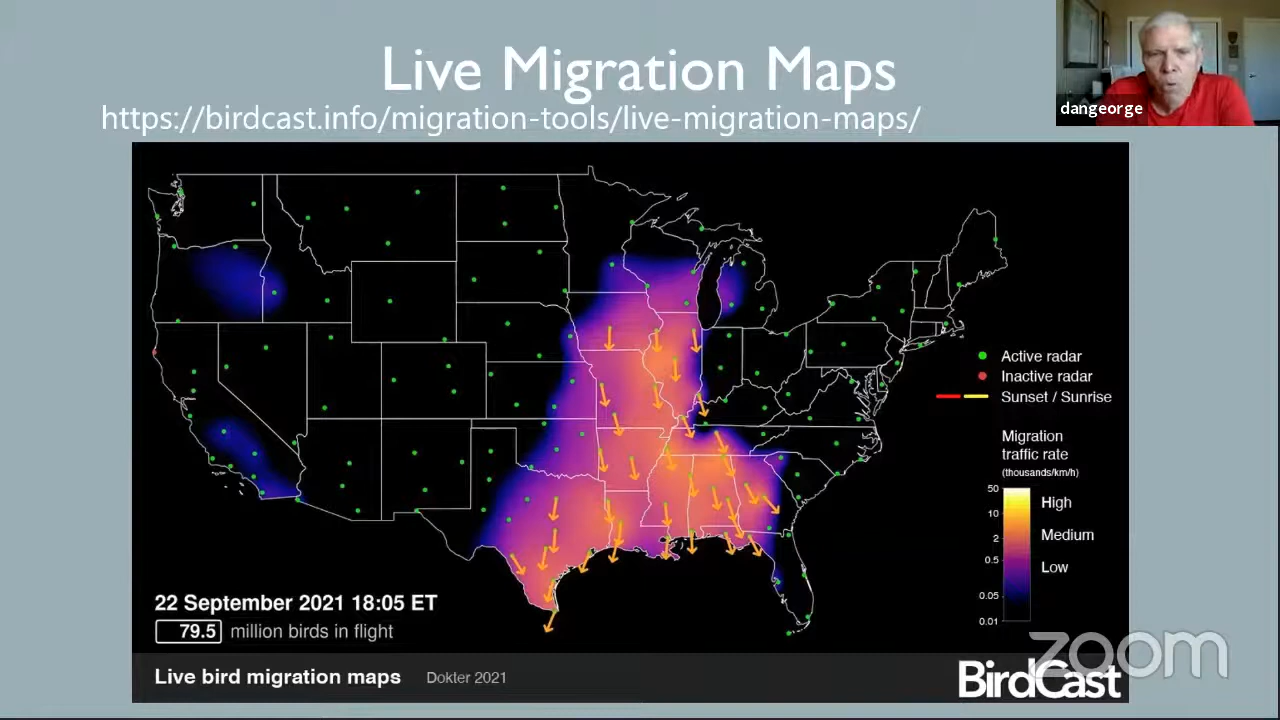 Live Migration Maps
https://birdcast.info/migration-tools/live-migration-maps/
dangeorge
Active radar
Inactive radar
Sunset / Sunrise
Migration
traffic rate
(thousands/km/h)
50
High
10
2
Medium
0.5
Low
0.05
0.01
22 September 2021 18:05 ET
79.5 million birds in flight
Live bird migration maps Dokter 2021
BirdCast
zoom